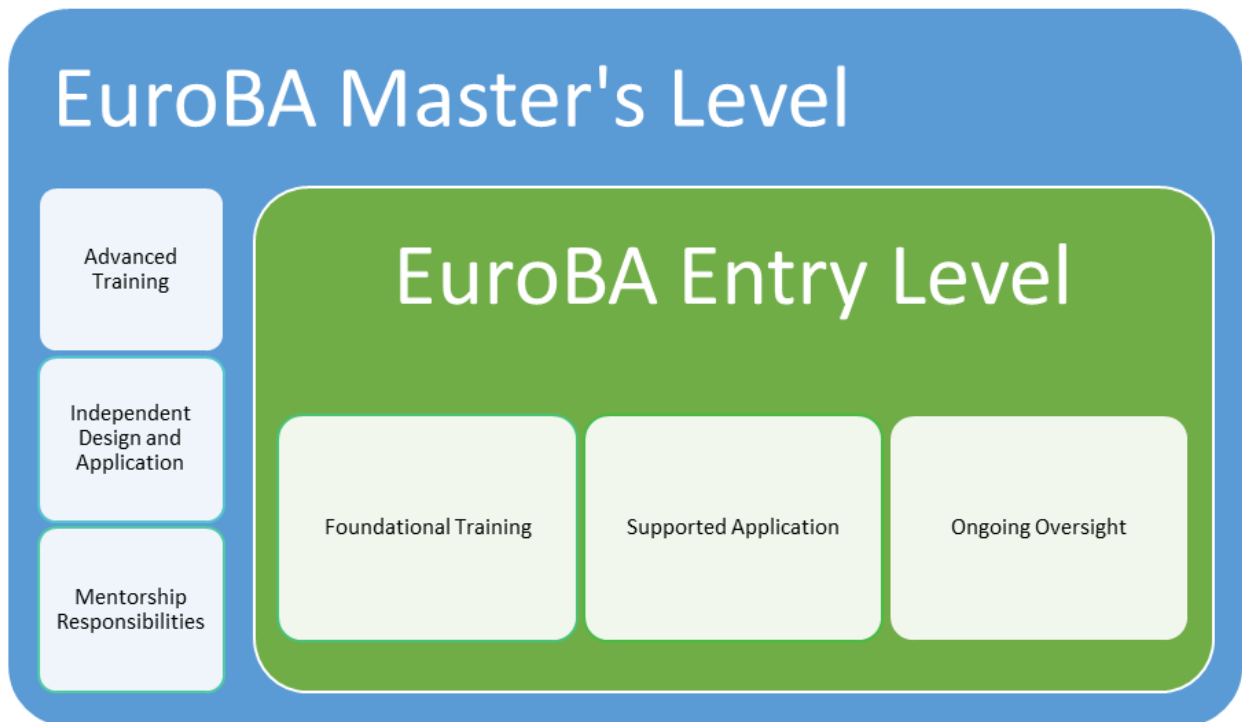 EuroBA Master's Level
Advanced
Training
Independent
Design and
Application
Mentorship
Responsibilities
EuroBA Entry Level
Foundational Training
Supported Application
Ongoing Oversight